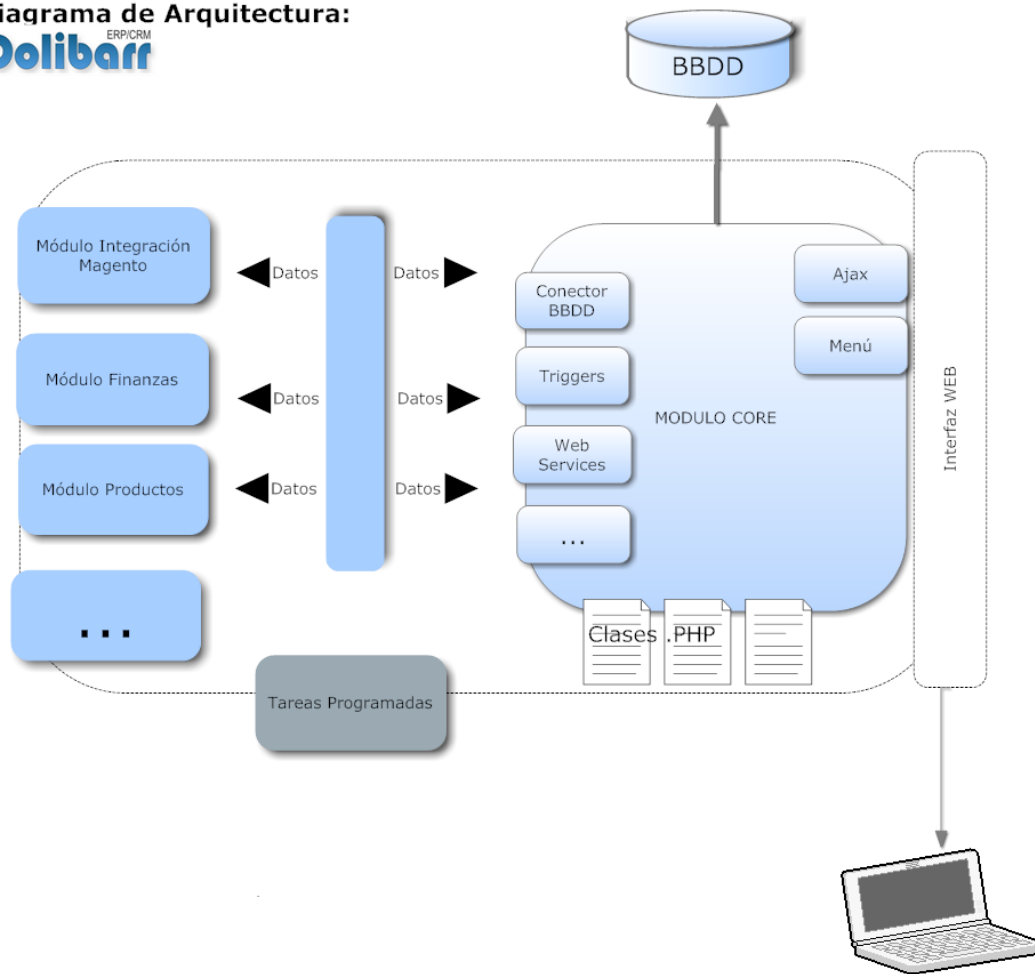 iagrama de Arquitectura:
ERP/CRM
Dolibarr
BBDD
Módulo Integración
Magento
Datos
Datos
Conector
BBDD
Ajax
Menú
Módulo Finanzas
Datos
Datos
Triggers
MODULO CORE
Interfaz WEB
Web
Services
Módulo Productos
Datos
Datos
...
...
Clases .PHP
Tareas Programadas